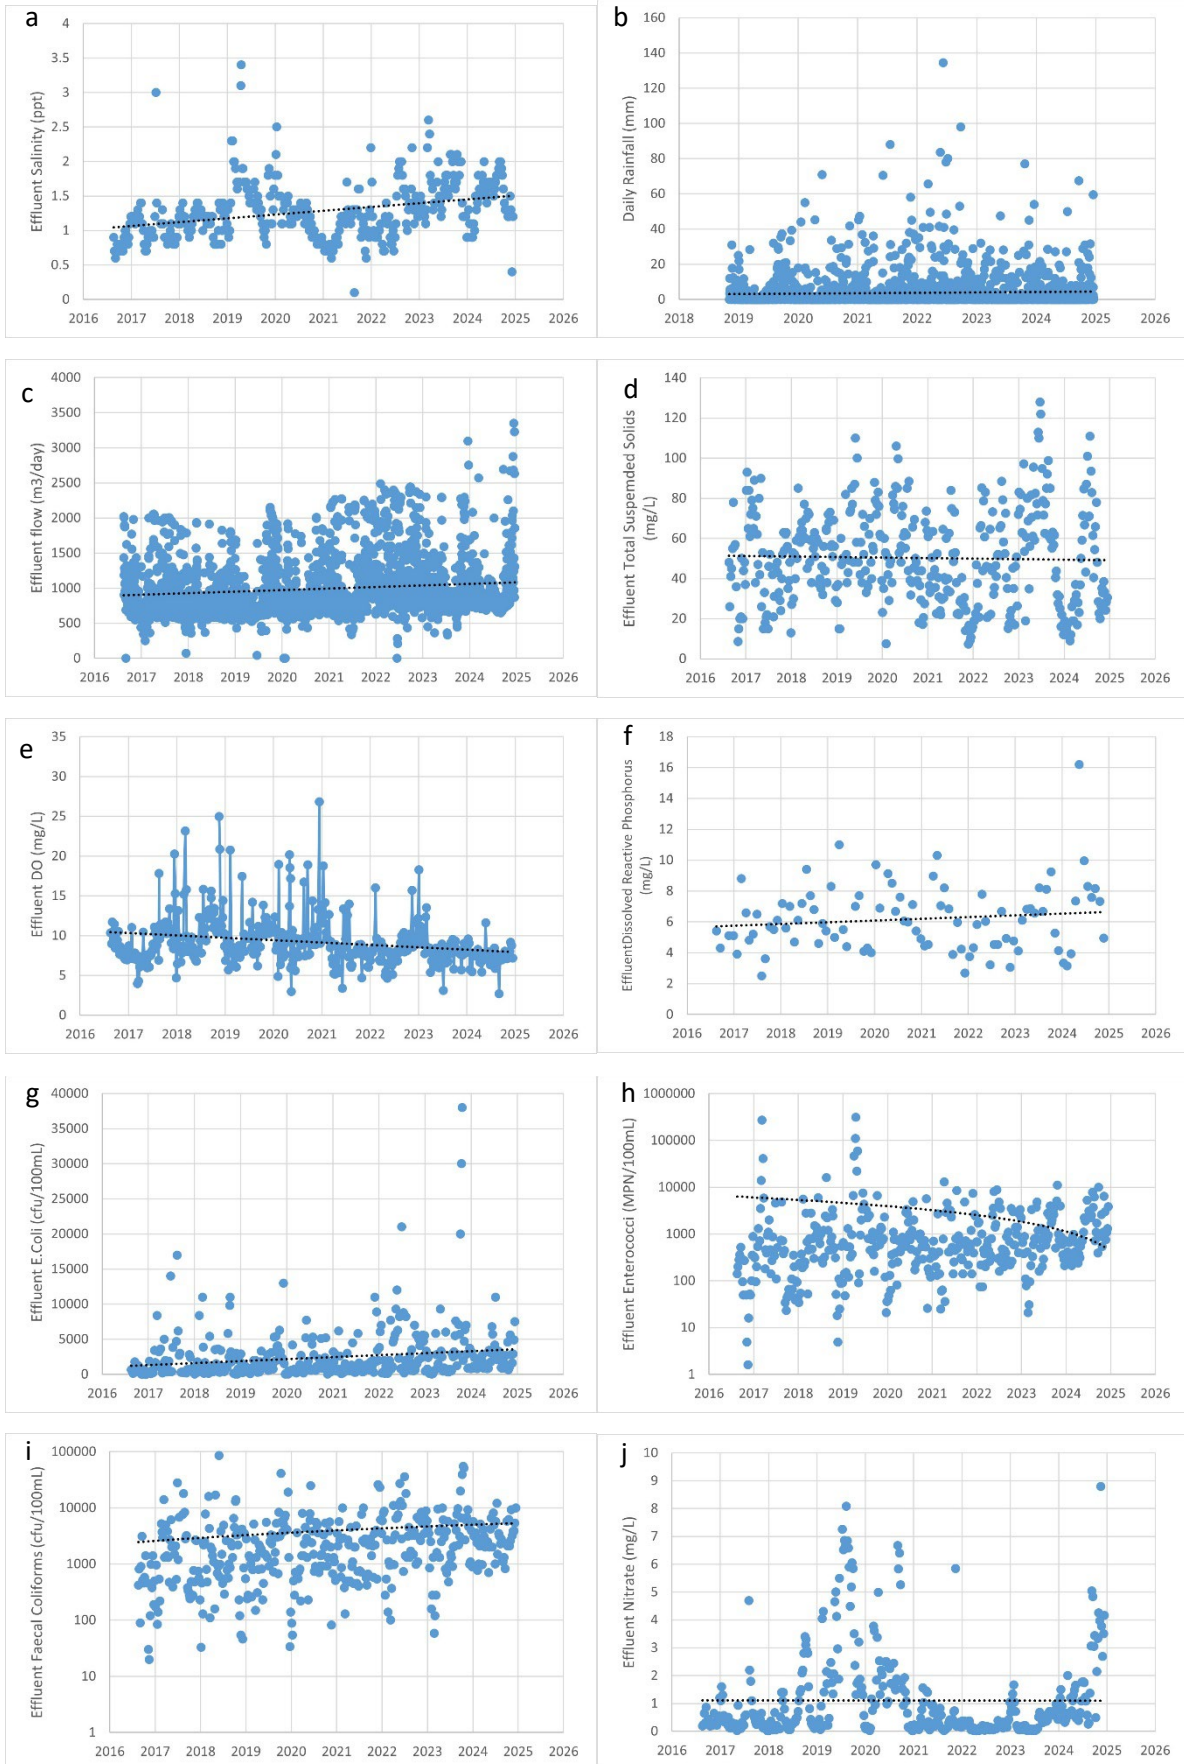 a
Effluent Salinity (ppt)
4
3.5
3
2.5
2
1.5
1
0.5
0
2016 2017 2018 2019 2020 2021 2022 2023 2024 2025 2026
b
Daily Rainfall (mm)
160
140
120
100
80
60
40
20
0
2018 2019 2020 2021 2022 2023 2024 2025 2026
c
Effluent flow (m3/day)
4000
3500
3000
2500
2000
1500
1000
500
0
2016 2017 2018 2019 2020 2021 2022 2023 2024 2025 2026
d
Effluent Total Suspemded Solids
(mg/L)
140
120
100
80
60
40
20
0
2016 2017 2018 2019 2020 2021 2022 2023 2024 2025 2026
e
Effluent DO (mg/L)
35
30
25
20
15
10
5
0
2016 2017 2018 2019 2020 2021 2022 2023 2024 2025 2026
f
EffluentDissolved Reactive Phosphorus
(mg/L)
18
16
14
12
10
8
6
4
2
0
2016 2017 2018 2019 2020 2021 2022 2023 2024 2025 2026
g
Effluent E.Coli (cfu/100mL)
40000
35000
30000
25000
20000
15000
10000
5000
0
2016 2017 2018 2019 2020 2021 2022 2023 2024 2025 2026
h
Effluent Enterococci (MPN/100mL)
1000000
100000
10000
1000
100
10
1
2016 2017 2018 2019 2020 2021 2022 2023 2024 2025 2026
i
Effluent Faecal Coliforms (cfu/100mL)
100000
10000
1000
100
10
1
2016 2017 2018 2019 2020 2021 2022 2023 2024 2025 2026
j
Effluent Nitrate (mg/L)
10
9
8
7
6
5
4
3
2
1
0
2016 2017 2018 2019 2020 2021 2022 2023 2024 2025 2026